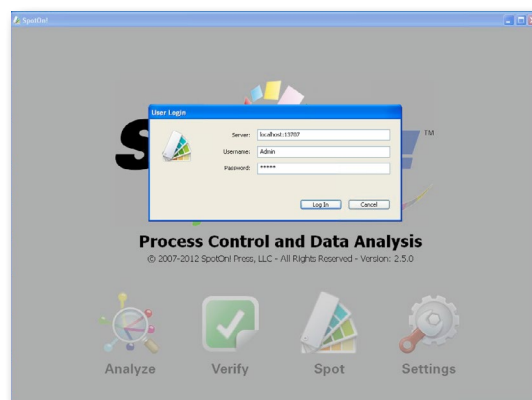 SpotOn!
User Login
Server: localhost:13707
Username: Admin
Password: *****
Log In Cancel
TM
Process Control and Data Analysis
© 2007-2012 SpotOn! Press, LLC - All Rights Reserved - Version: 2.5.0
Analyze Verify Spot Settings